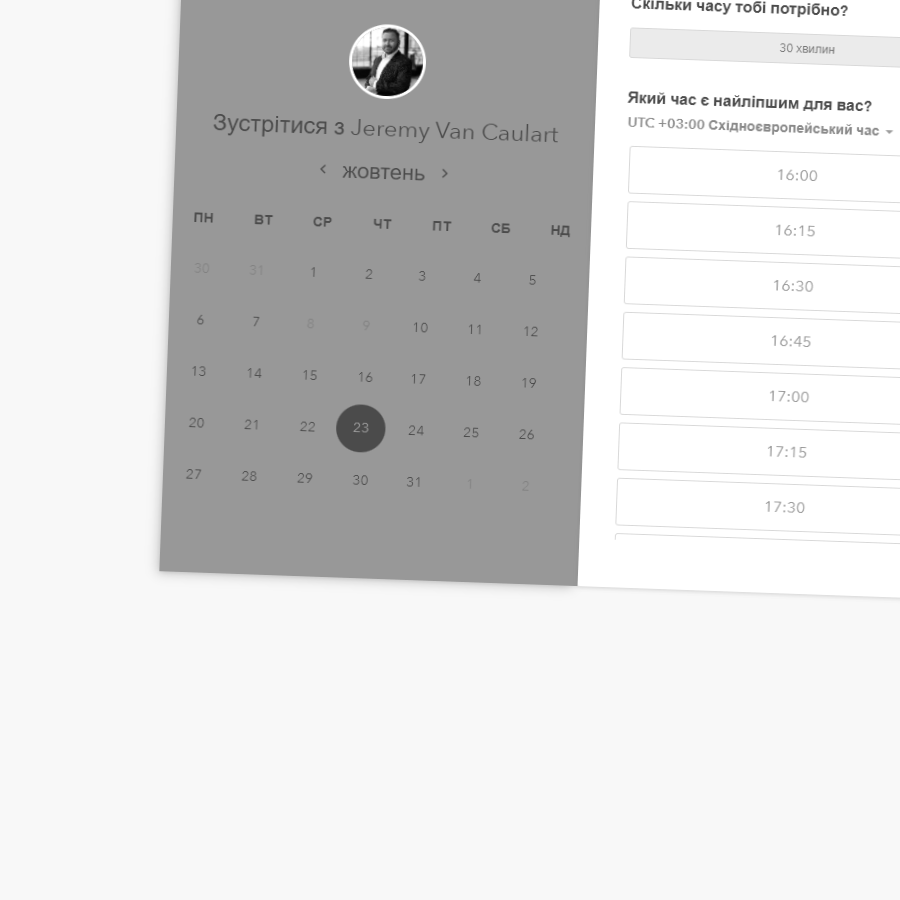 Зустрітися з Jeremy Van Caulart
жовтень
ПН ВТ СР ЧТ ПТ СБ НД
30 31 1 2 3 4 5
6 7 8 9 10 11 12
13 14 15 16 17 18 19
20 21 22 23 24 25 26
27 28 29 30 31 1 2
Скільки часу тобі потрібно?
30 хвилин
Який час є найліпшим для вас?
UTC +03:00 Східноєвропейський час
16:00
16:15
16:30
16:45
17:00
17:15
17:30